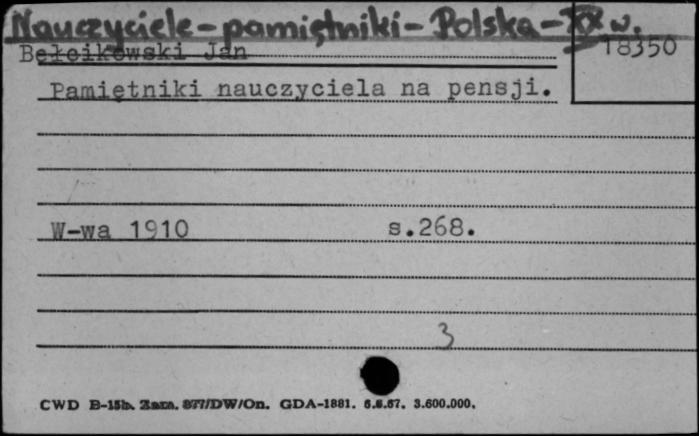 Nauczyciele - pamiętniki - Polska - XX w.
Bełcikowski Jan
18350
Pamiętniki nauczyciela na pensji.
W-wa 1910 s.268.
3
CWD B-15b. Zam. 877/DW/On. GDA-1881. 6.6.67. 3.600.000.